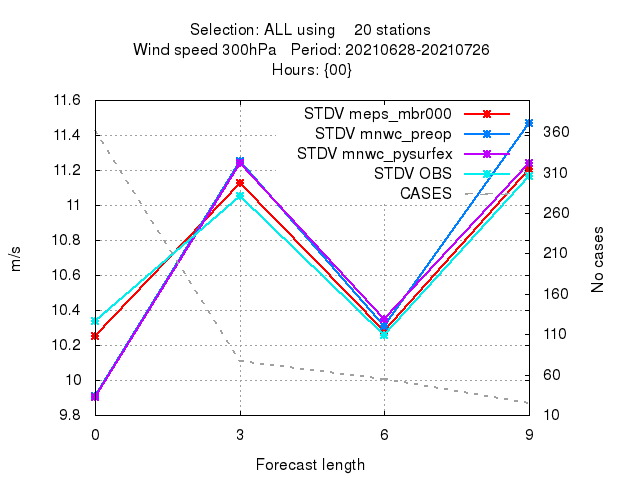 Selection: ALL using 20 stations
Wind speed 300hPa Period: 20210628-20210726
Hours: {00}
11.6
11.4
11.2
11
10.8
10.6
10.4
10.2
10
9.8
m/s
STDV meps_mbr000
STDV mnwc_preop
STDV mnwc_pysurfex
STDV OBS
CASES
360
310
260
210
160
110
60
10
No cases
0 3 6 9
Forecast length